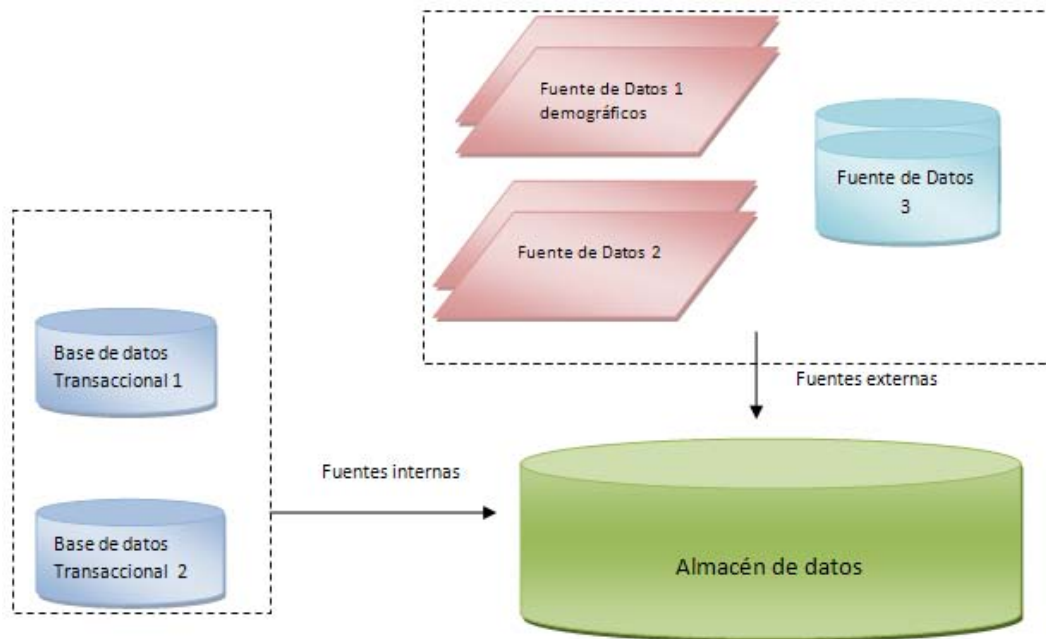 Fuente de Datos 1
demográficos
Fuente de Datos
3
Fuente de Datos 2
Base de datos
Transaccional 1
Fuentes externas
Fuentes internas
Base de datos
Transaccional 2
Almacén de datos